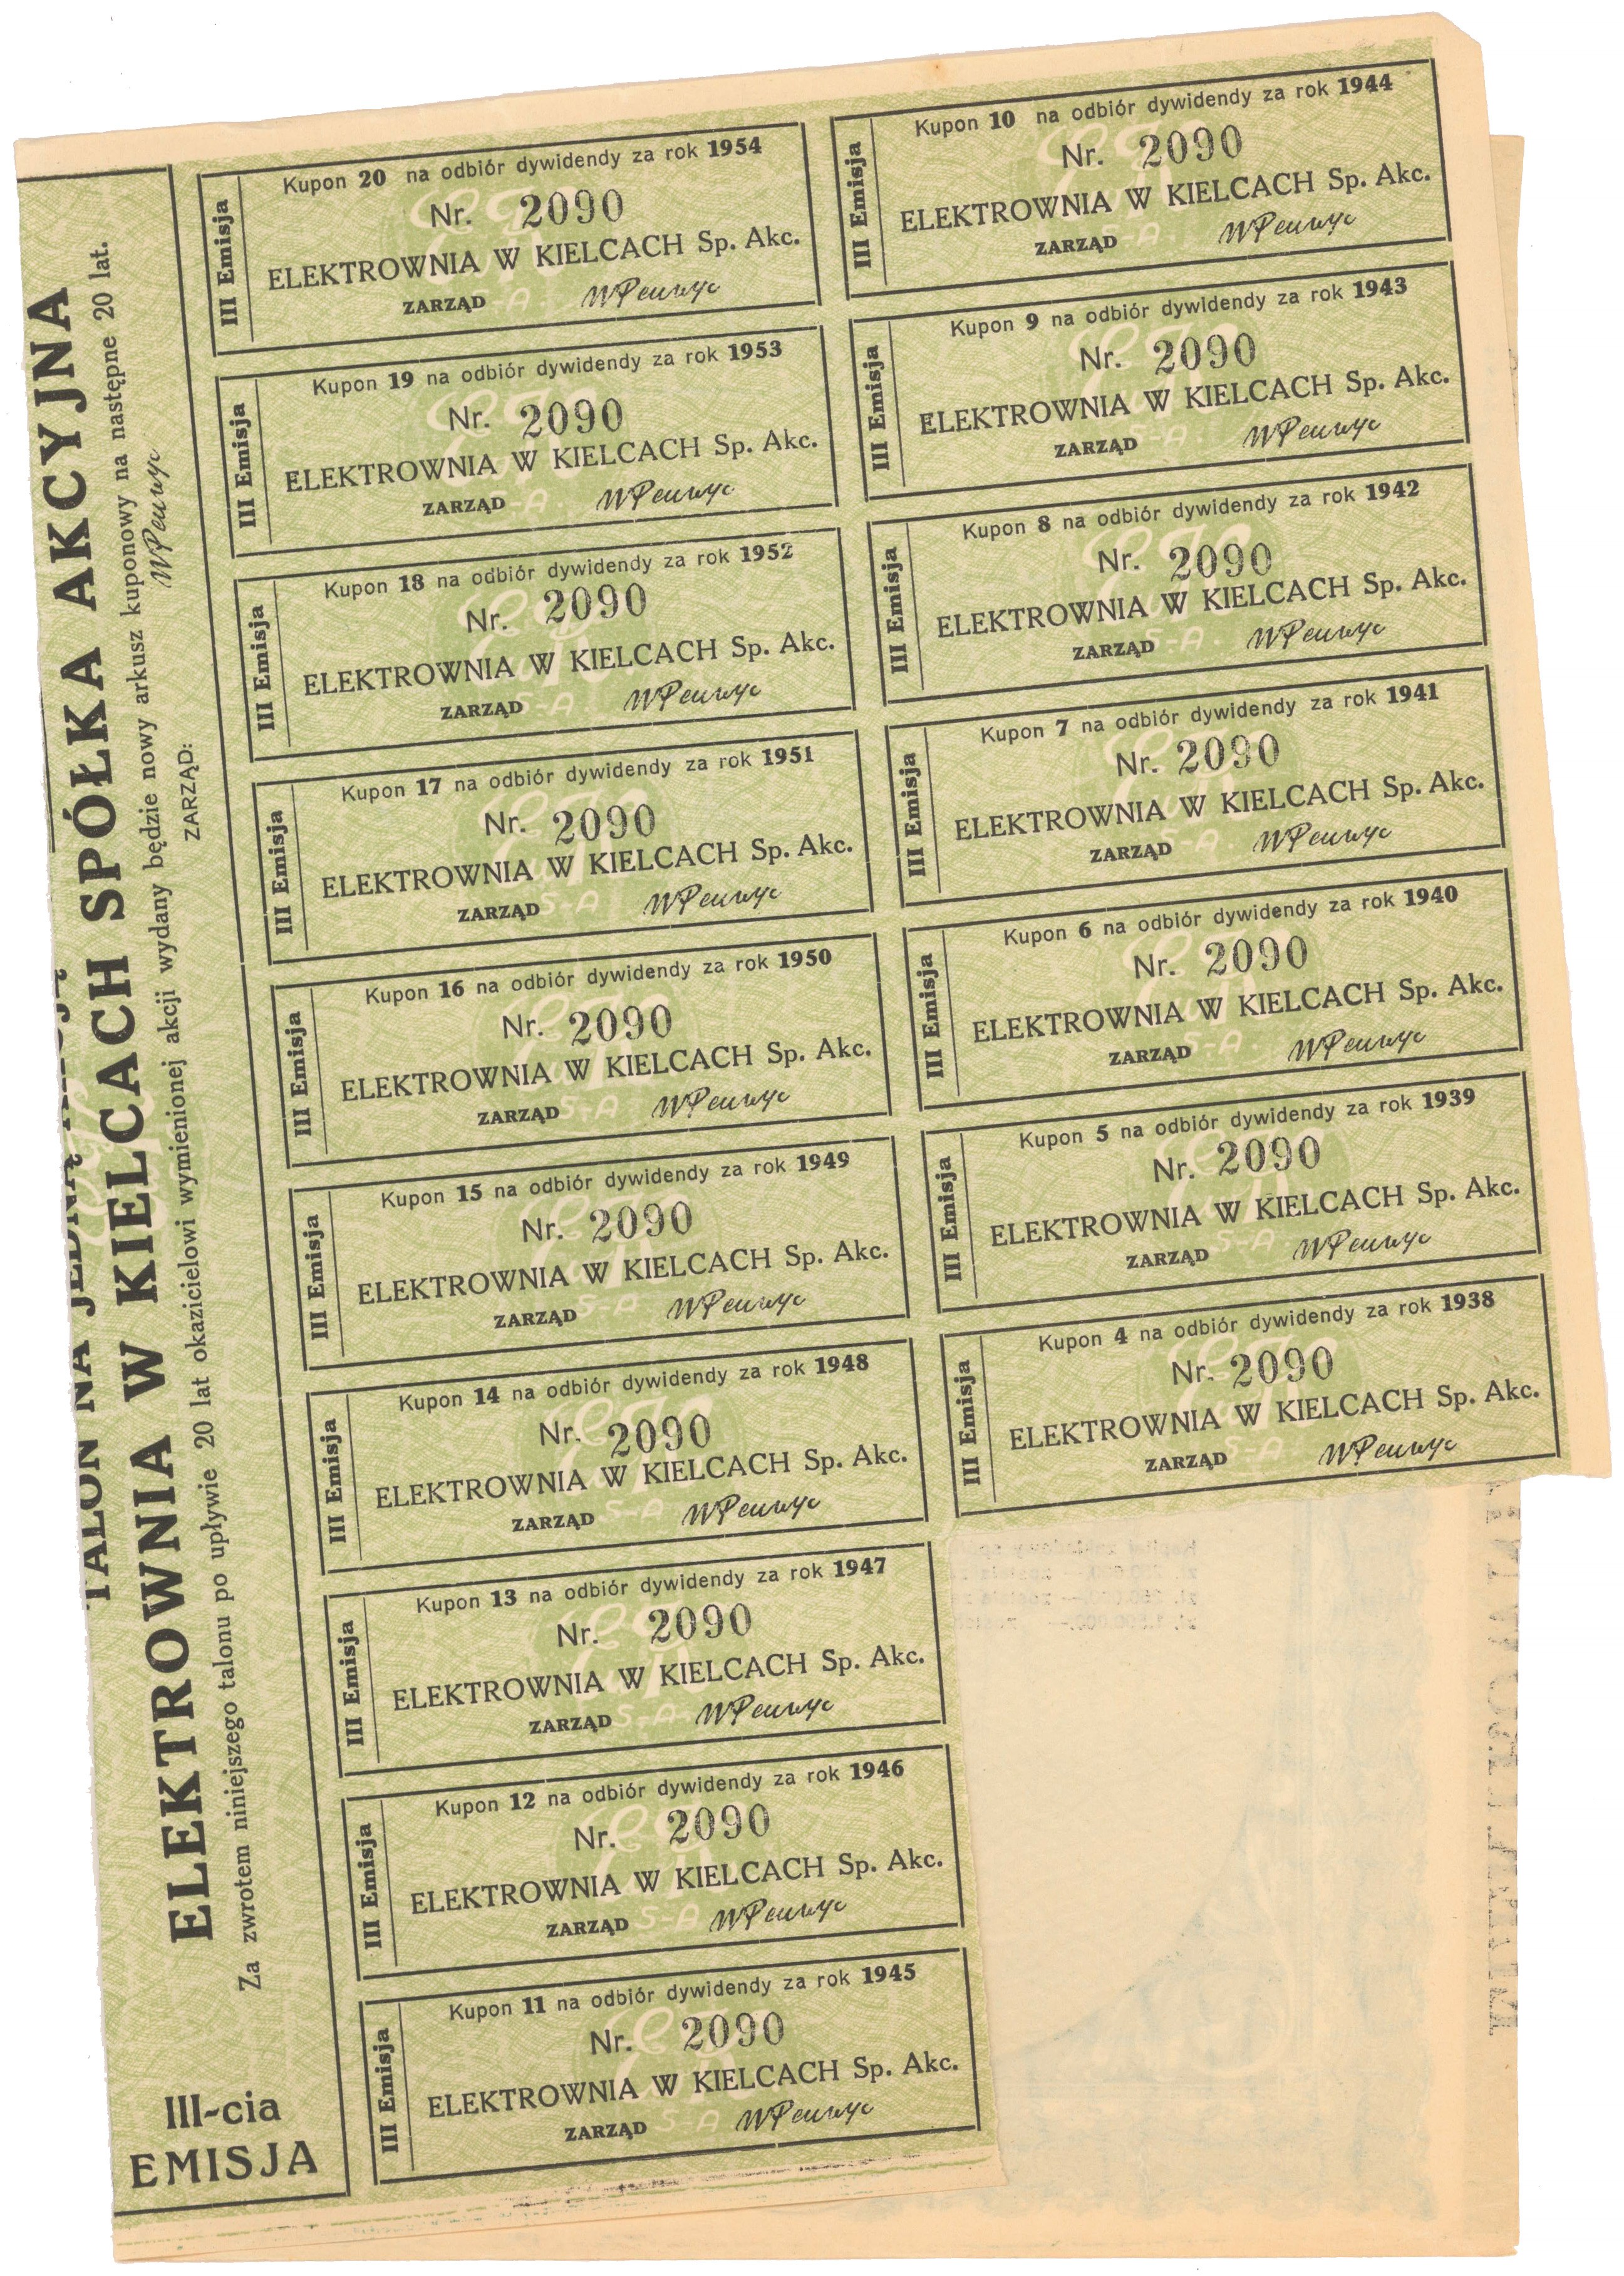 TALON NA JEDNĄ AKCJĘ
ELEKTROWNIA W KIELCACH SPÓŁKA AKCYJNA
Za zwrotem niniejszego talonu po upływie 20 lat okazicielowi wymienionej akcji wydany będzie nowy arkusz kuponowy na następne 20 lat.
ZARZĄD:
III-cia
EMISJA
III Emisja
Kupon 20 na odbiór dywidendy za rok 1954
Nr. 2090
ELEKTROWNIA W KIELCACH Sp. Akc.
ZARZĄD
III Emisja
Kupon 19 na odbiór dywidendy za rok 1953
Nr. 2090
ELEKTROWNIA W KIELCACH Sp. Akc.
ZARZĄD
III Emisja
Kupon 18 na odbiór dywidendy za rok 1952
Nr. 2090
ELEKTROWNIA W KIELCACH Sp. Akc.
ZARZĄD
III Emisja
Kupon 17 na odbiór dywidendy za rok 1951
Nr. 2090
ELEKTROWNIA W KIELCACH Sp. Akc.
ZARZĄD
III Emisja
Kupon 16 na odbiór dywidendy za rok 1950
Nr. 2090
ELEKTROWNIA W KIELCACH Sp. Akc.
ZARZĄD
III Emisja
Kupon 15 na odbiór dywidendy za rok 1949
Nr. 2090
ELEKTROWNIA W KIELCACH Sp. Akc.
ZARZĄD
III Emisja
Kupon 14 na odbiór dywidendy za rok 1948
Nr. 2090
ELEKTROWNIA W KIELCACH Sp. Akc.
ZARZĄD
III Emisja
Kupon 13 na odbiór dywidendy za rok 1947
Nr. 2090
ELEKTROWNIA W KIELCACH Sp. Akc.
ZARZĄD
III Emisja
Kupon 12 na odbiór dywidendy za rok 1946
Nr. 2090
ELEKTROWNIA W KIELCACH Sp. Akc.
ZARZĄD
III Emisja
Kupon 11 na odbiór dywidendy za rok 1945
Nr. 2090
ELEKTROWNIA W KIELCACH Sp. Akc.
ZARZĄD
III Emisja
Kupon 10 na odbiór dywidendy za rok 1944
Nr. 2090
ELEKTROWNIA W KIELCACH Sp. Akc.
ZARZĄD
III Emisja
Kupon 9 na odbiór dywidendy za rok 1943
Nr. 2090
ELEKTROWNIA W KIELCACH Sp. Akc.
ZARZĄD
III Emisja
Kupon 8 na odbiór dywidendy za rok 1942
Nr. 2090
ELEKTROWNIA W KIELCACH Sp. Akc.
ZARZĄD
III Emisja
Kupon 7 na odbiór dywidendy za rok 1941
Nr. 2090
ELEKTROWNIA W KIELCACH Sp. Akc.
ZARZĄD
III Emisja
Kupon 6 na odbiór dywidendy za rok 1940
Nr. 2090
ELEKTROWNIA W KIELCACH Sp. Akc.
ZARZĄD
III Emisja
Kupon 5 na odbiór dywidendy za rok 1939
Nr. 2090
ELEKTROWNIA W KIELCACH Sp. Akc.
ZARZĄD
III Emisja
Kupon 4 na odbiór dywidendy za rok 1938
Nr. 2090
ELEKTROWNIA W KIELCACH Sp. Akc.
ZARZĄD